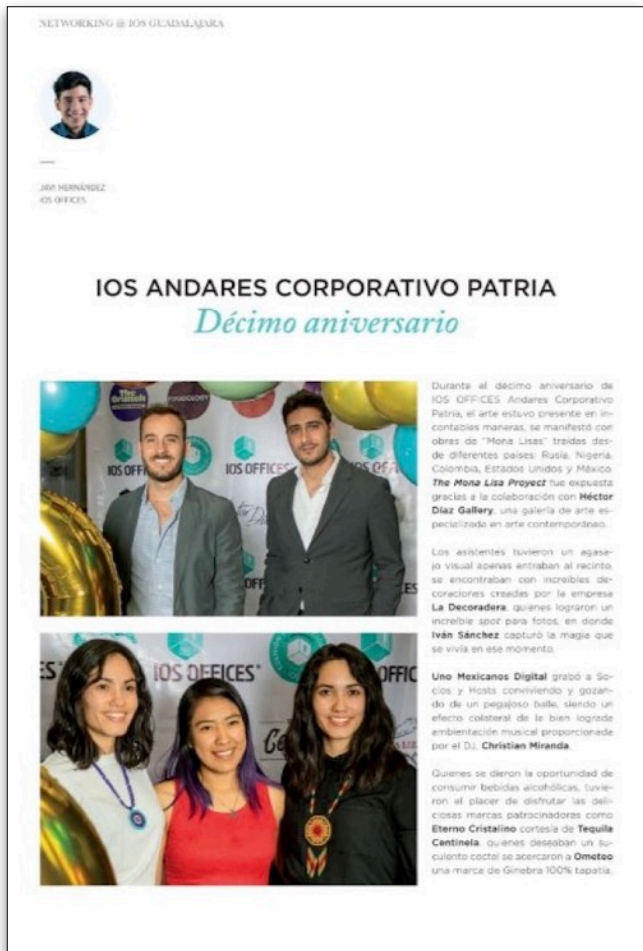 NETWORKING @ IOS GUADALAJARA
JAVI HERNÁNDEZ
IOS OFFICES
IOS ANDARES CORPORATIVO PATRIA
Décimo aniversario
IOS OFFICES
IOS OF
OFFICES
ES
IOS OFFICES®
OFFIC
Durante el décimo aniversario de
IOS OFFICES Andares Corporativo
Patria, el arte estuvo presente en in-
contables maneras, se manifestó con
obras de "Mona Lisas" traídas des-
de diferentes países: Rusia, Nigeria,
Colombia, Estados Unidos y México.
The Mona Lisa Proyect fue expuesta
gracias a la colaboración con Héctor
Díaz Gallery, una galería de arte es-
pecializada en arte contemporáneo.
Los asistentes tuvieron un agasa-
jo visual apenas entraban al recinto,
se encontraban con increíbles de-
coraciones creadas por la empresa
La Decoradera, quienes lograron un
increíble spot para fotos, en donde
Iván Sánchez capturó la magia que
se vivía en ese momento.
Uno Mexicanos Digital grabó a So-
cios y Hosts conviviendo y gozan-
do de un pegajoso baile, siendo un
efecto colateral de la bien lograda
ambientación musical proporcionada
por el DJ, Christian Miranda.
Quienes se dieron la oportunidad de
consumir bebidas alcohólicas, tuvie-
ron el placer de disfrutar las deli-
ciosas marcas patrocinadoras como
Eterno Cristalino cortesía de Tequila
Centinela, quienes deseaban un su-
culento coctel se acercaron a Ometeo
una marca de Ginebra 100% tapatía.